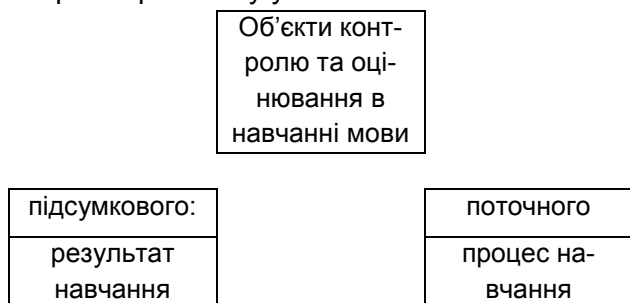 Об’єкти конт-
ролю та оці-
нювання в
навчанні мови
підсумкового:
результат
навчання
поточного
процес на-
вчання